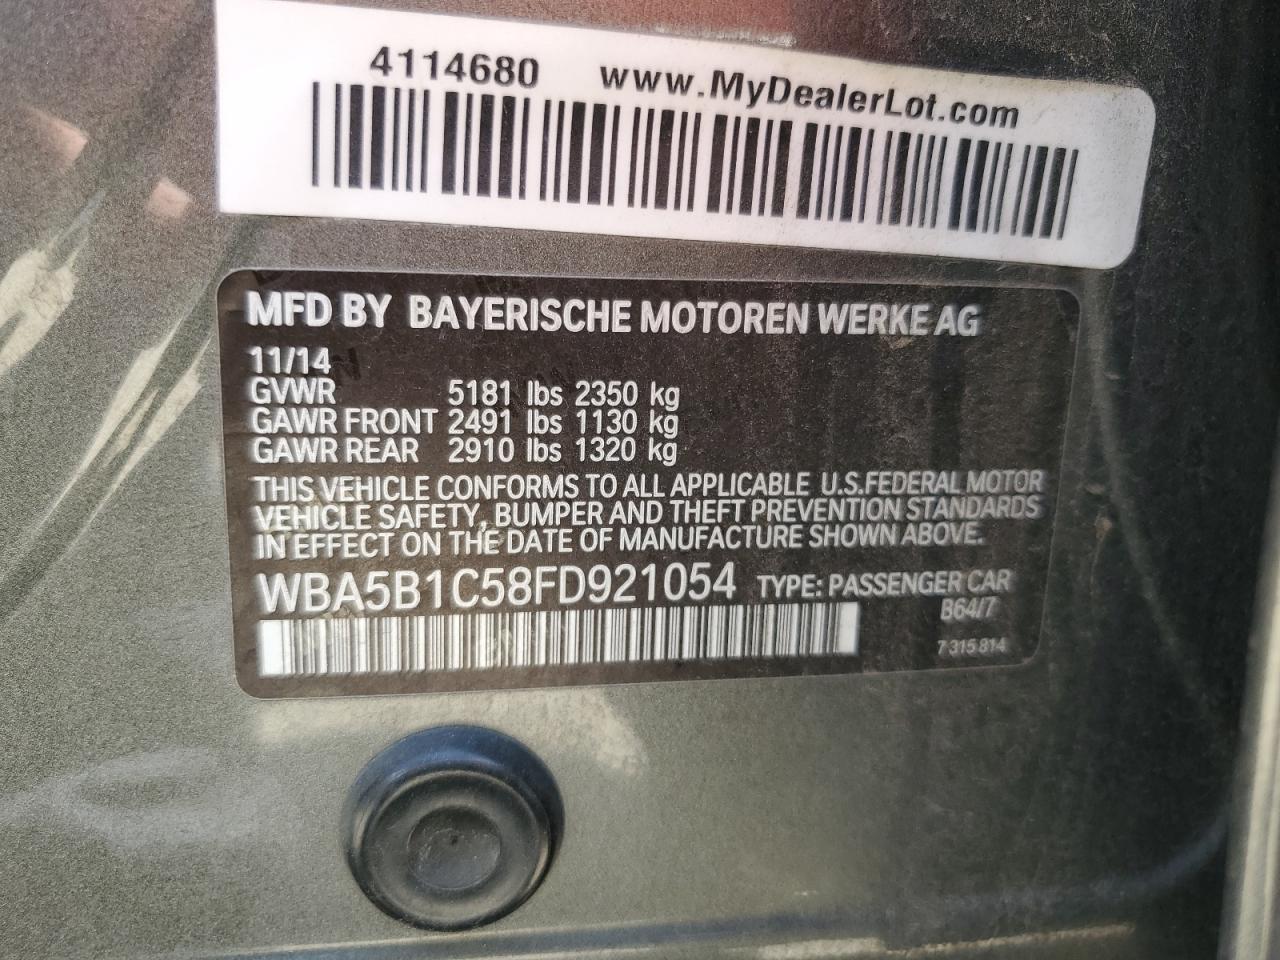 4114680 www.MyDealerLot.com
MFD BY BAYERISCHE MOTOREN WERKE AG
11/14
GVWR 5181 lbs 2350 kg
GAWR FRONT 2491 lbs 1130 kg
GAWR REAR 2910 lbs 1320 kg
THIS VEHICLE CONFORMS TO ALL APPLICABLE U.S.FEDERAL MOTOR
VEHICLE SAFETY, BUMPER AND THEFT PREVENTION STANDARDS
IN EFFECT ON THE DATE OF MANUFACTURE SHOWN ABOVE.
WBA5B1C58FD921054 TYPE: PASSENGER CAR
B64/7
7315814